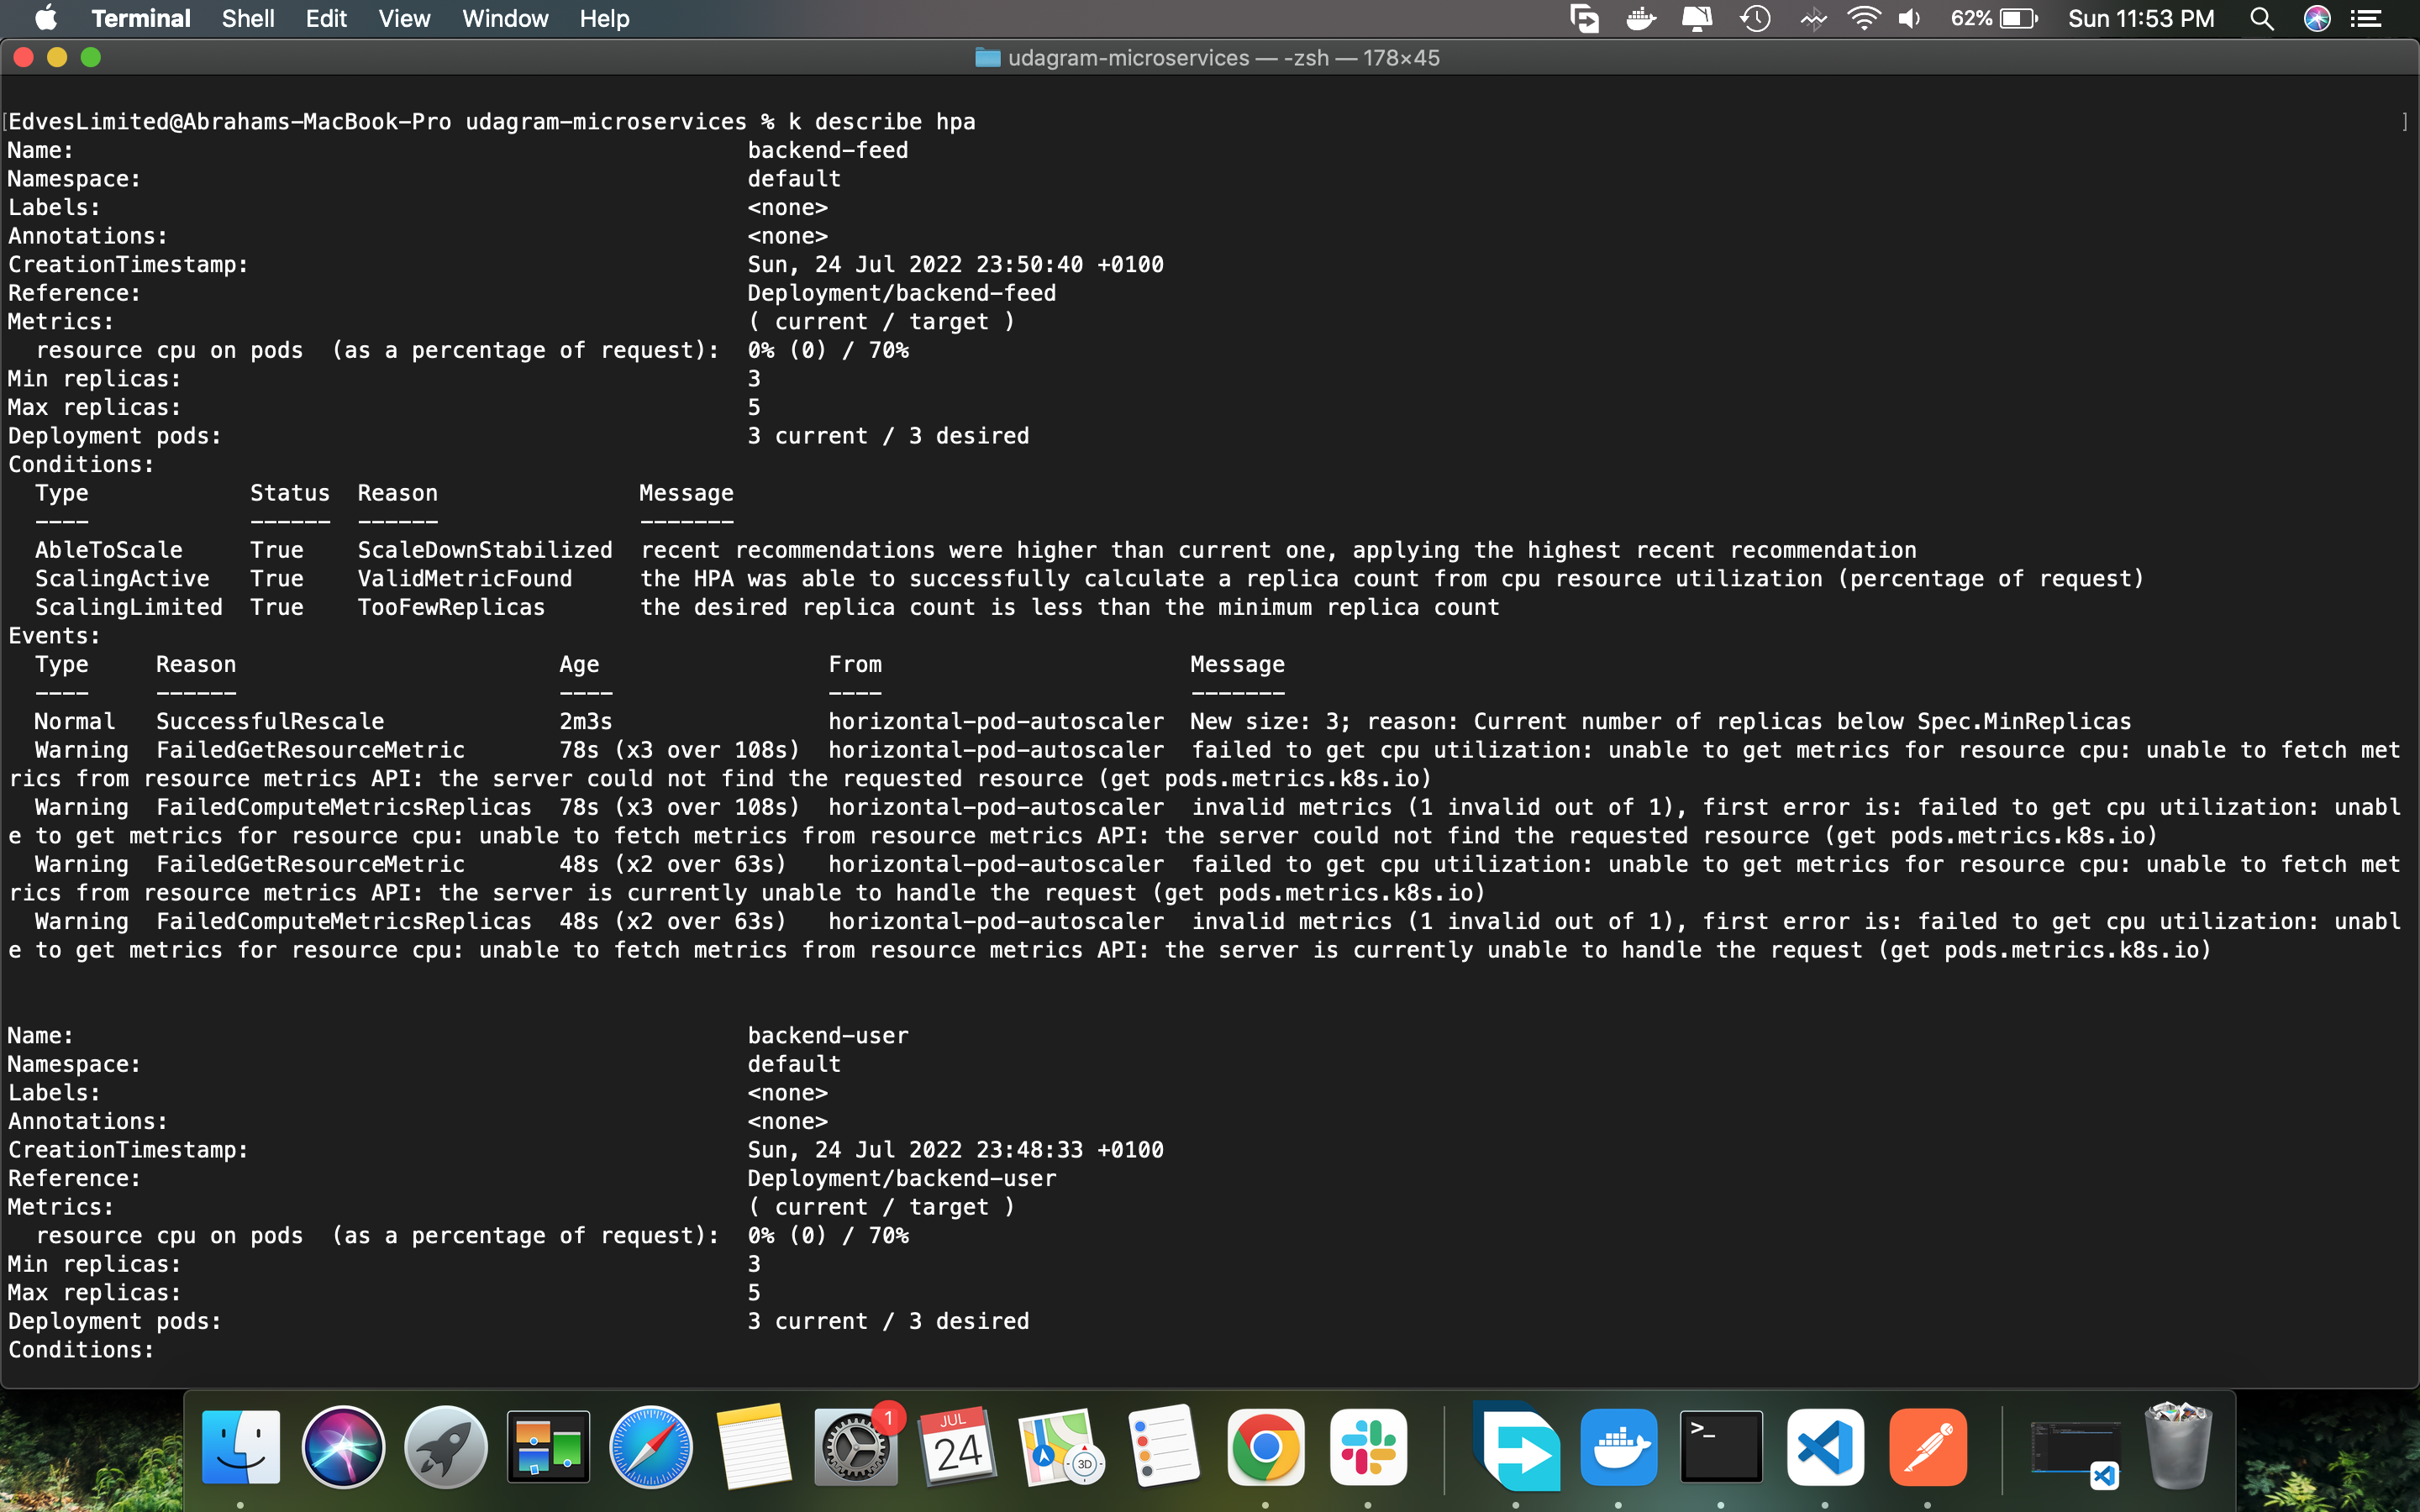 Terminal Shell Edit View Window Help 62% Sun 11:53 PM
udagram-microservices — -zsh — 178×45
[EdvesLimited@Abrahams-MacBook-Pro udagram-microservices % k describe hpa ]
Name: backend-feed
Namespace: default
Labels: <none>
Annotations: <none>
CreationTimestamp: Sun, 24 Jul 2022 23:50:40 +0100
Reference: Deployment/backend-feed
Metrics: ( current / target )
resource cpu on pods (as a percentage of request): 0% (0) / 70%
Min replicas: 3
Max replicas: 5
Deployment pods: 3 current / 3 desired
Conditions:
Type Status Reason Message
---- ------ ------ -------
AbleToScale True ScaleDownStabilized recent recommendations were higher than current one, applying the highest recent recommendation
ScalingActive True ValidMetricFound the HPA was able to successfully calculate a replica count from cpu resource utilization (percentage of request)
ScalingLimited True TooFewReplicas the desired replica count is less than the minimum replica count
Events:
Type Reason Age From Message
---- ------ ---- ---- -------
Normal SuccessfulRescale 2m3s horizontal-pod-autoscaler New size: 3; reason: Current number of replicas below Spec.MinReplicas
Warning FailedGetResourceMetric 78s (x3 over 108s) horizontal-pod-autoscaler failed to get cpu utilization: unable to get metrics for resource cpu: unable to fetch met
rics from resource metrics API: the server could not find the requested resource (get pods.metrics.k8s.io)
Warning FailedComputeMetricsReplicas 78s (x3 over 108s) horizontal-pod-autoscaler invalid metrics (1 invalid out of 1), first error is: failed to get cpu utilization: unabl
e to get metrics for resource cpu: unable to fetch metrics from resource metrics API: the server could not find the requested resource (get pods.metrics.k8s.io)
Warning FailedGetResourceMetric 48s (x2 over 63s) horizontal-pod-autoscaler failed to get cpu utilization: unable to get metrics for resource cpu: unable to fetch met
rics from resource metrics API: the server is currently unable to handle the request (get pods.metrics.k8s.io)
Warning FailedComputeMetricsReplicas 48s (x2 over 63s) horizontal-pod-autoscaler invalid metrics (1 invalid out of 1), first error is: failed to get cpu utilization: unabl
e to get metrics for resource cpu: unable to fetch metrics from resource metrics API: the server is currently unable to handle the request (get pods.metrics.k8s.io)
Name: backend-user
Namespace: default
Labels: <none>
Annotations: <none>
CreationTimestamp: Sun, 24 Jul 2022 23:48:33 +0100
Reference: Deployment/backend-user
Metrics: ( current / target )
resource cpu on pods (as a percentage of request): 0% (0) / 70%
Min replicas: 3
Max replicas: 5
Deployment pods: 3 current / 3 desired
Conditions:
1
JUL
24
3D
>_